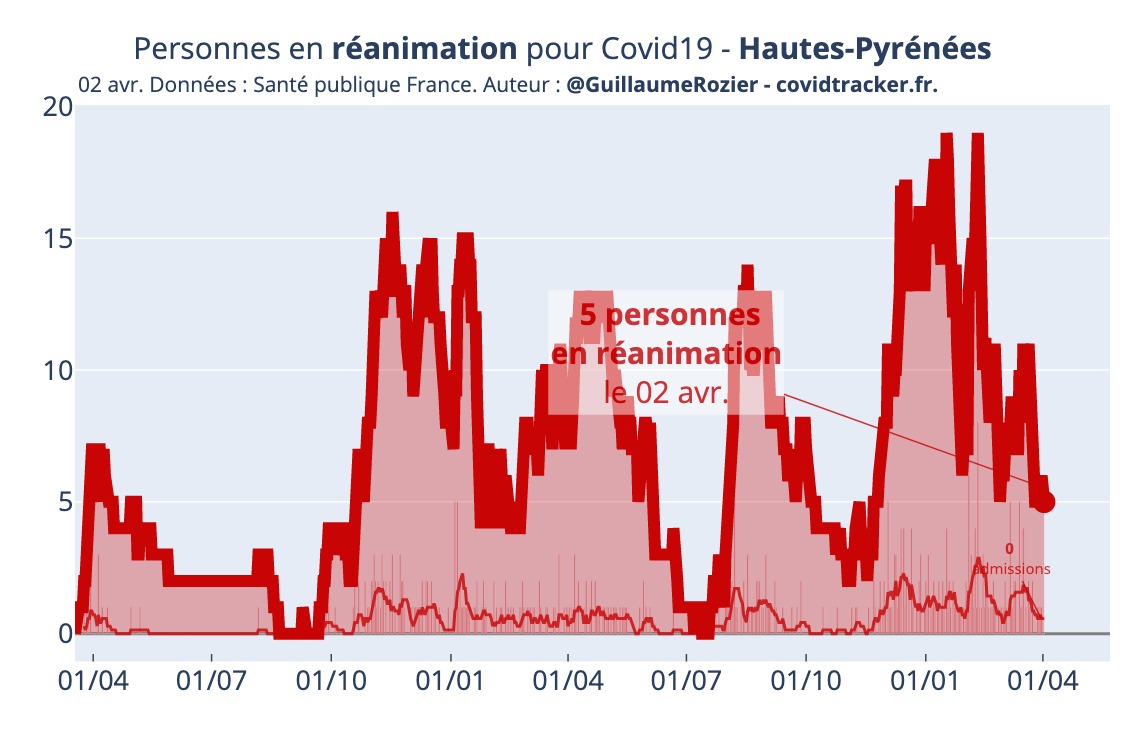 Personnes en réanimation pour Covid19 - Hautes-Pyrénées
02 avr. Données : Santé publique France. Auteur : @GuillaumeRozier - covidtracker.fr.
20
15
10
5
0
5 personnes
en réanimation
le 02 avr.
0
admissions
01/04 01/07 01/10 01/01 01/04 01/07 01/10 01/01 01/04